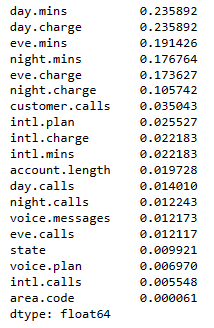 day.mins 0.235892
day.charge 0.235892
eve.mins 0.191426
night.mins 0.176764
eve.charge 0.173627
night.charge 0.105742
customer.calls 0.035043
intl.plan 0.025527
intl.charge 0.022183
intl.mins 0.022183
account.length 0.019728
day.calls 0.014010
night.calls 0.012243
voice.messages 0.012173
eve.calls 0.012117
state 0.009921
voice.plan 0.006970
intl.calls 0.005548
area.code 0.000061
dtype: float64